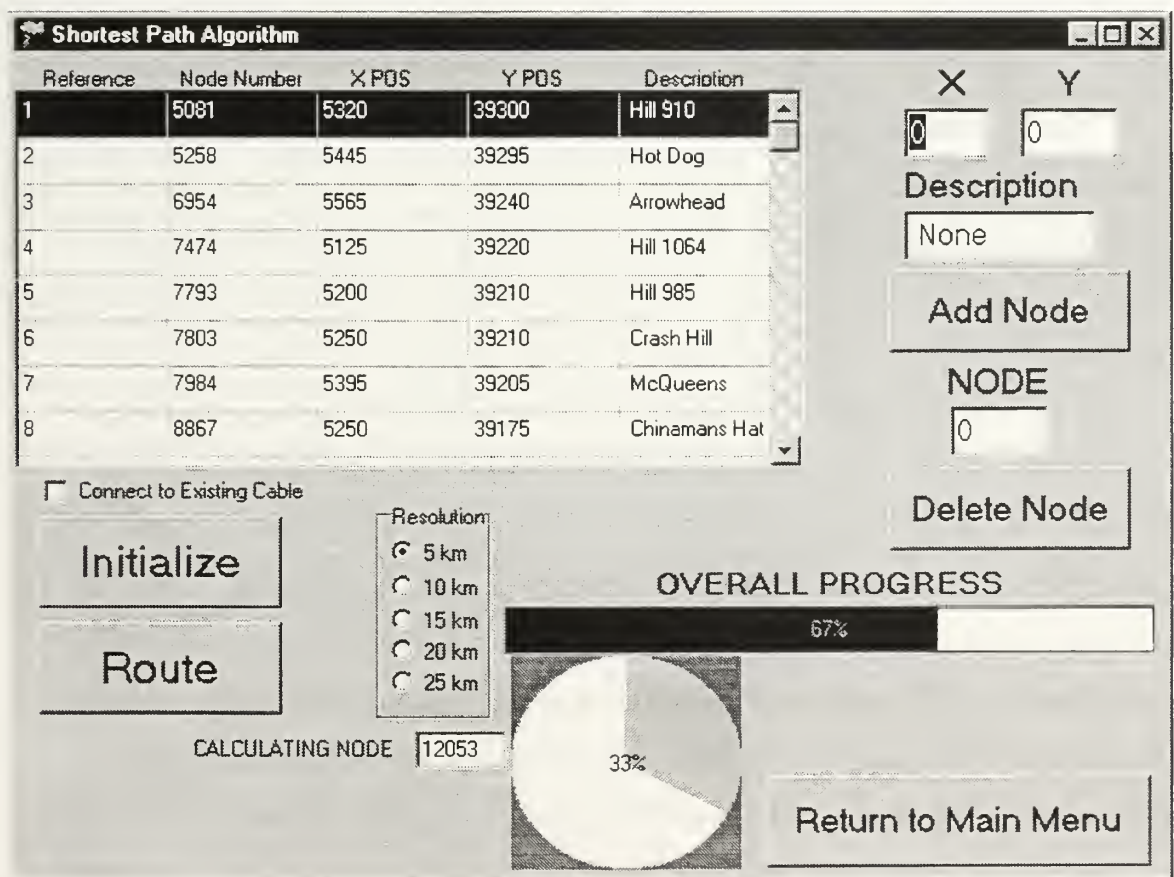 Shortest Path Algorithm
Reference Node Number X POS Y POS Description
1 5081 5320 39300 Hill 910
2 5258 5445 39295 Hot Dog
3 6954 5565 39240 Arrowhead
4 7474 5125 39220 Hill 1064
5 7793 5200 39210 Hill 985
6 7803 5250 39210 Crash Hill
7 7984 5395 39205 McQueens
8 8867 5250 39175 Chinamans Hat
X Y
0 0
Description
None
Add Node
NODE
0
Delete Node
Connect to Existing Cable
Initialize
Route
Resolution
5 km
10 km
15 km
20 km
25 km
CALCULATING NODE 12053
OVERALL PROGRESS
67%
33%
Return to Main Menu